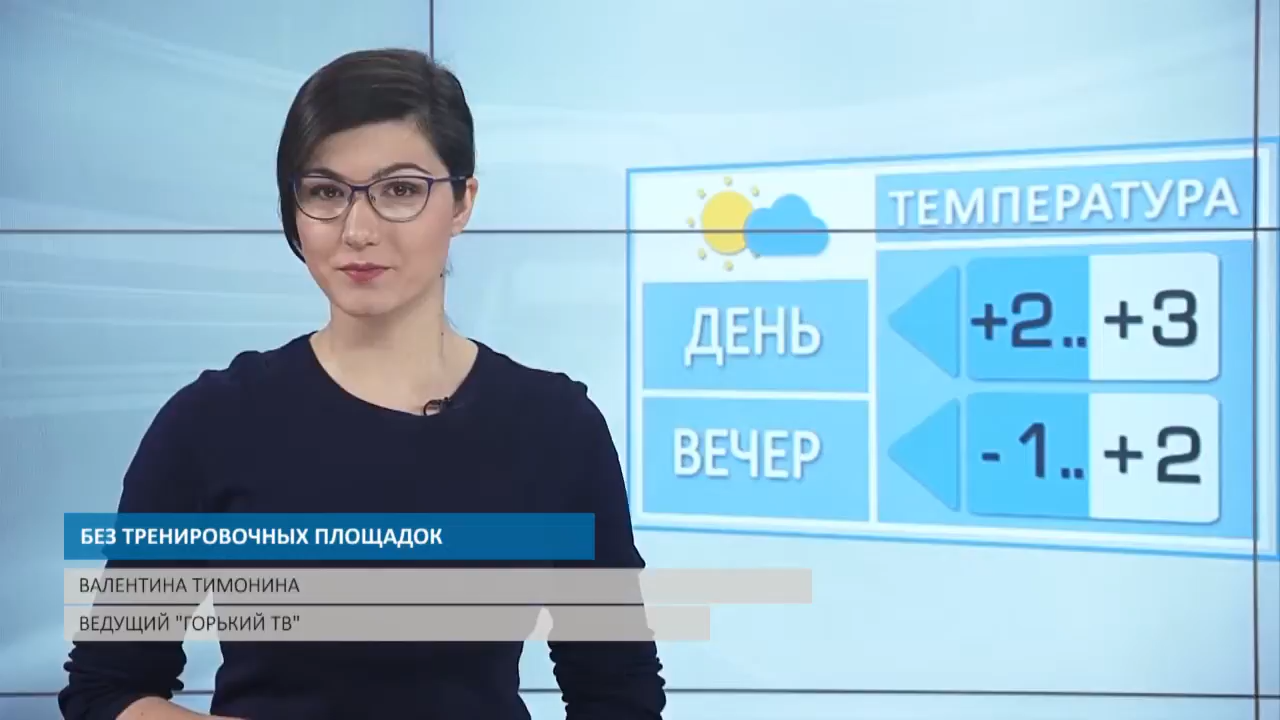 ТЕМПЕРАТУРА
ДЕНЬ +2.. +3
ВЕЧЕР -1.. +2
БЕЗ ТРЕНИРОВОЧНЫХ ПЛОЩАДОК
ВАЛЕНТИНА ТИМОНИНА
ВЕДУЩИЙ "ГОРЬКИЙ ТВ"